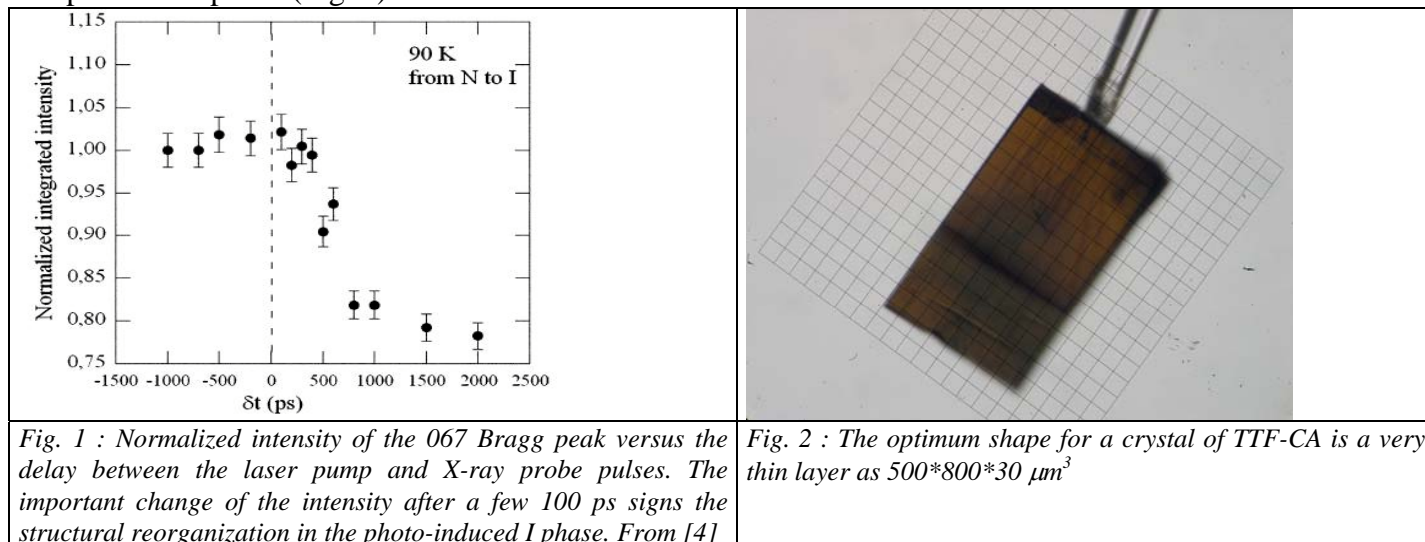 1,15
1,10
1,05
1,00
0,95
0,90
0,85
0,80
0,75
Normalized integrated intensity
90 K
from N to I
-1500 -1000 -500 0 500 1000 1500 2000 2500
δt (ps)
Fig. 1 : Normalized intensity of the 067 Bragg peak versus the
delay between the laser pump and X-ray probe pulses. The
important change of the intensity after a few 100 ps signs the
structural reorganization in the photo-induced I phase. From [4]
Fig. 2 : The optimum shape for a crystal of TTF-CA is a very
thin layer as 500*800*30 μm³